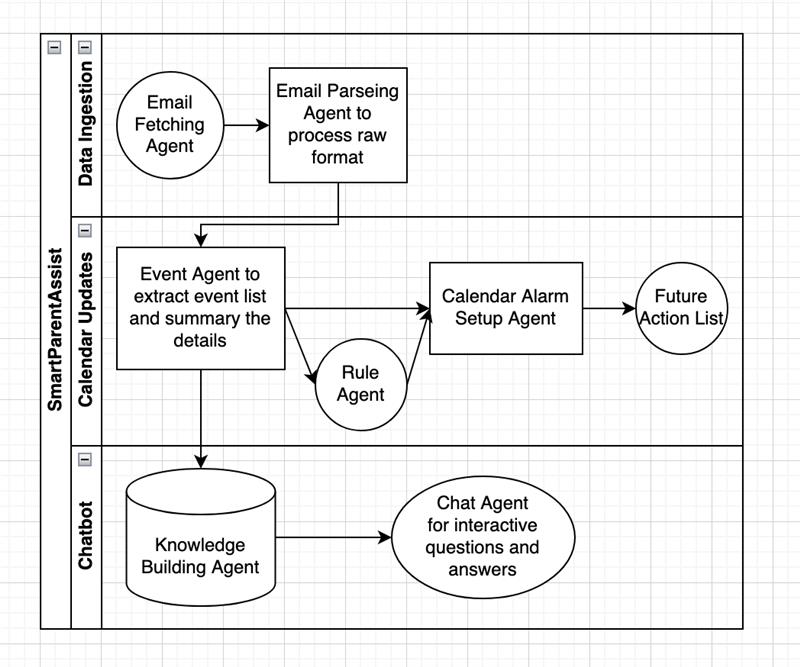 SmartParentAssist
Data Ingestion
Email
Fetching
Agent
Email Parseing
Agent to
process raw
format
Calendar Updates
Event Agent to
extract event list
and summary the
details
Rule
Agent
Calendar Alarm
Setup Agent
Future
Action List
Chatbot
Knowledge
Building Agent
Chat Agent
for interactive
questions and
answers